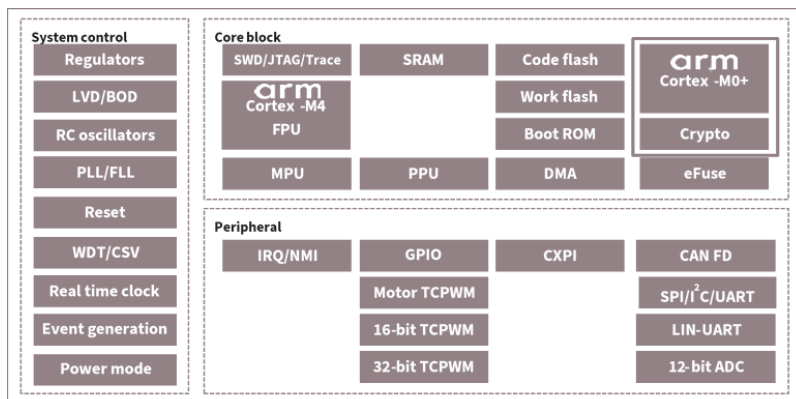 System control
Regulators
LVD/BOD
RC oscillators
PLL/FLL
Reset
WDT/CSV
Real time clock
Event generation
Power mode
Core block
SWD/JTAG/Trace
SRAM
Code flash
arm
Cortex -M0+
arm
Cortex -M4
FPU
Work flash
Boot ROM
Crypto
MPU
PPU
DMA
eFuse
Peripheral
IRQ/NMI
GPIO
CXPI
CAN FD
Motor TCPWM
SPI/I²C/UART
16-bit TCPWM
LIN-UART
32-bit TCPWM
12-bit ADC